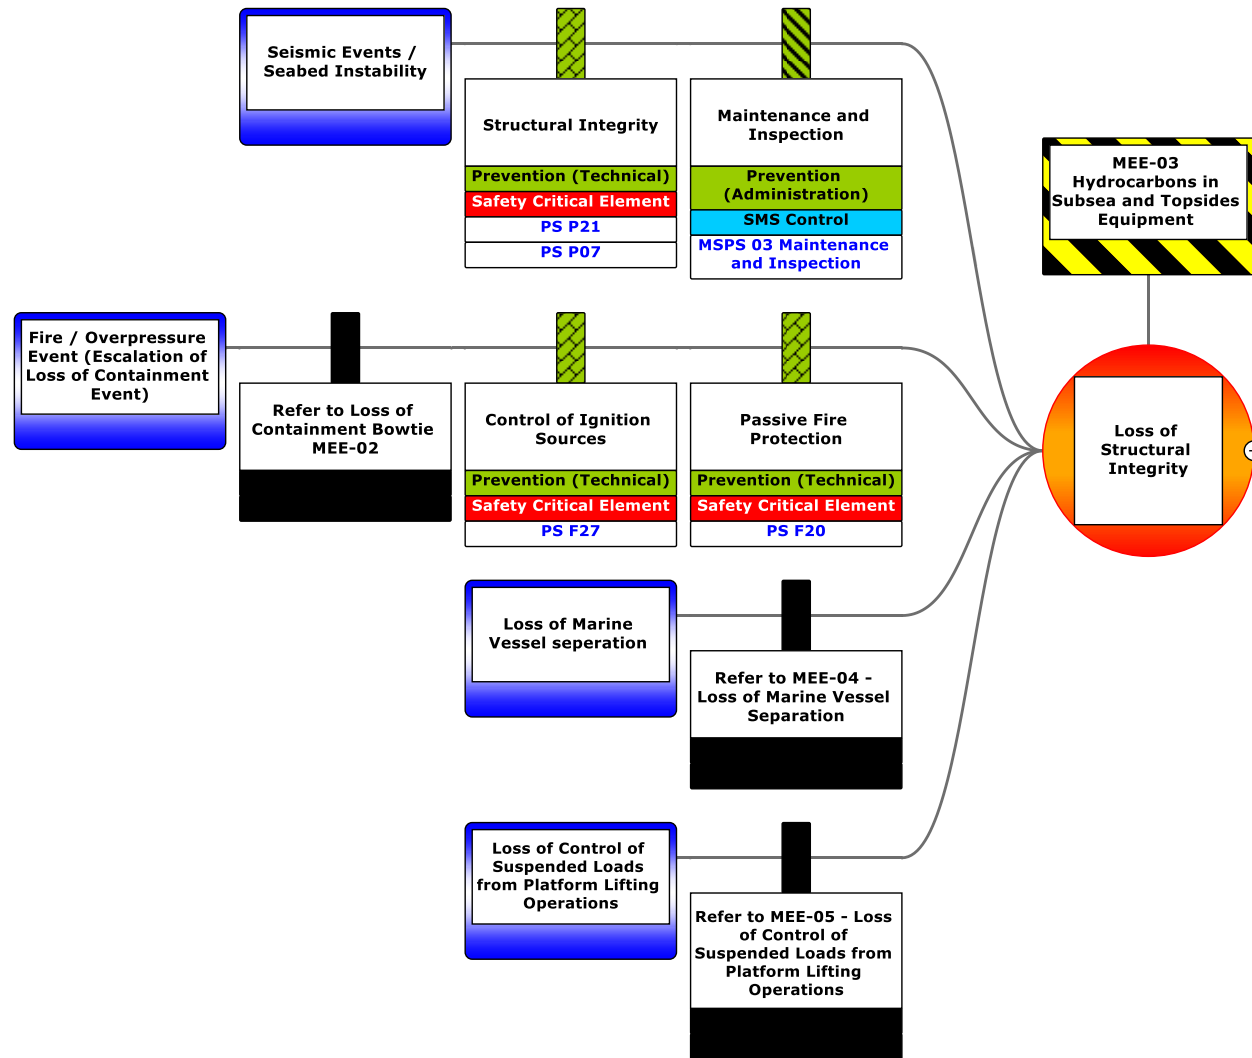 Seismic Events /
Seabed Instability
Structural Integrity
Prevention (Technical)
Safety Critical Element
PS P21
PS P07
Maintenance and
Inspection
Prevention
(Administration)
SMS Control
MSPS 03 Maintenance
and Inspection
MEE-03
Hydrocarbons in
Subsea and Topsides
Equipment
Fire / Overpressure
Event (Escalation of
Loss of Containment
Event)
Refer to Loss of
Containment Bowtie
MEE-02
Control of Ignition
Sources
Prevention (Technical)
Safety Critical Element
PS F27
Passive Fire
Protection
Prevention (Technical)
Safety Critical Element
PS F20
Loss of
Structural
Integrity
Loss of Marine
Vessel seperation
Refer to MEE-04 -
Loss of Marine Vessel
Separation
Loss of Control of
Suspended Loads
from Platform Lifting
Operations
Refer to MEE-05 - Loss
of Control of
Suspended Loads from
Platform Lifting
Operations